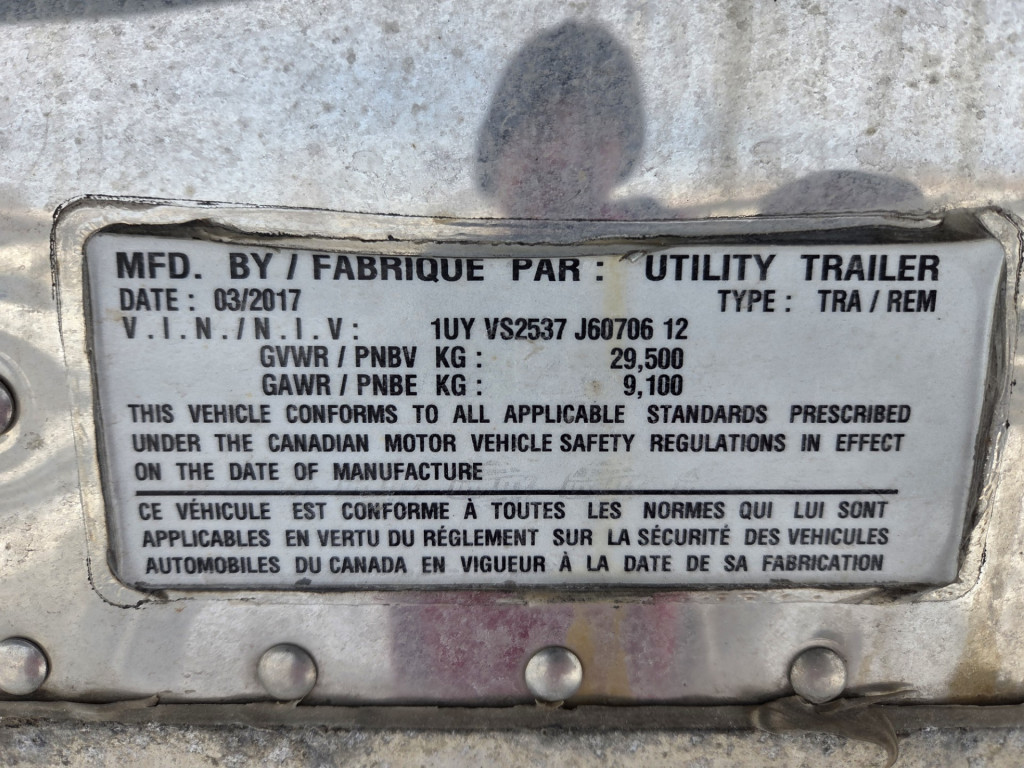 MFD. BY / FABRIQUE PAR : UTILITY TRAILER
DATE : 03/2017 TYPE : TRA / REM
V.I.N./N.I.V: 1UY VS2537 J60706 12
GVWR / PNBV KG : 29,500
GAWR / PNBE KG : 9,100
THIS VEHICLE CONFORMS TO ALL APPLICABLE STANDARDS PRESCRIBED
UNDER THE CANADIAN MOTOR VEHICLE SAFETY REGULATIONS IN EFFECT
ON THE DATE OF MANUFACTURE
CE VÉHICULE EST CONFORME À TOUTES LES NORMES QUI LUI SONT
APPLICABLES EN VERTU DU RÉGLEMENT SUR LA SÉCURITÉ DES VEHICULES
AUTOMOBILES DU CANADA EN VIGUEUR À LA DATE DE SA FABRICATION